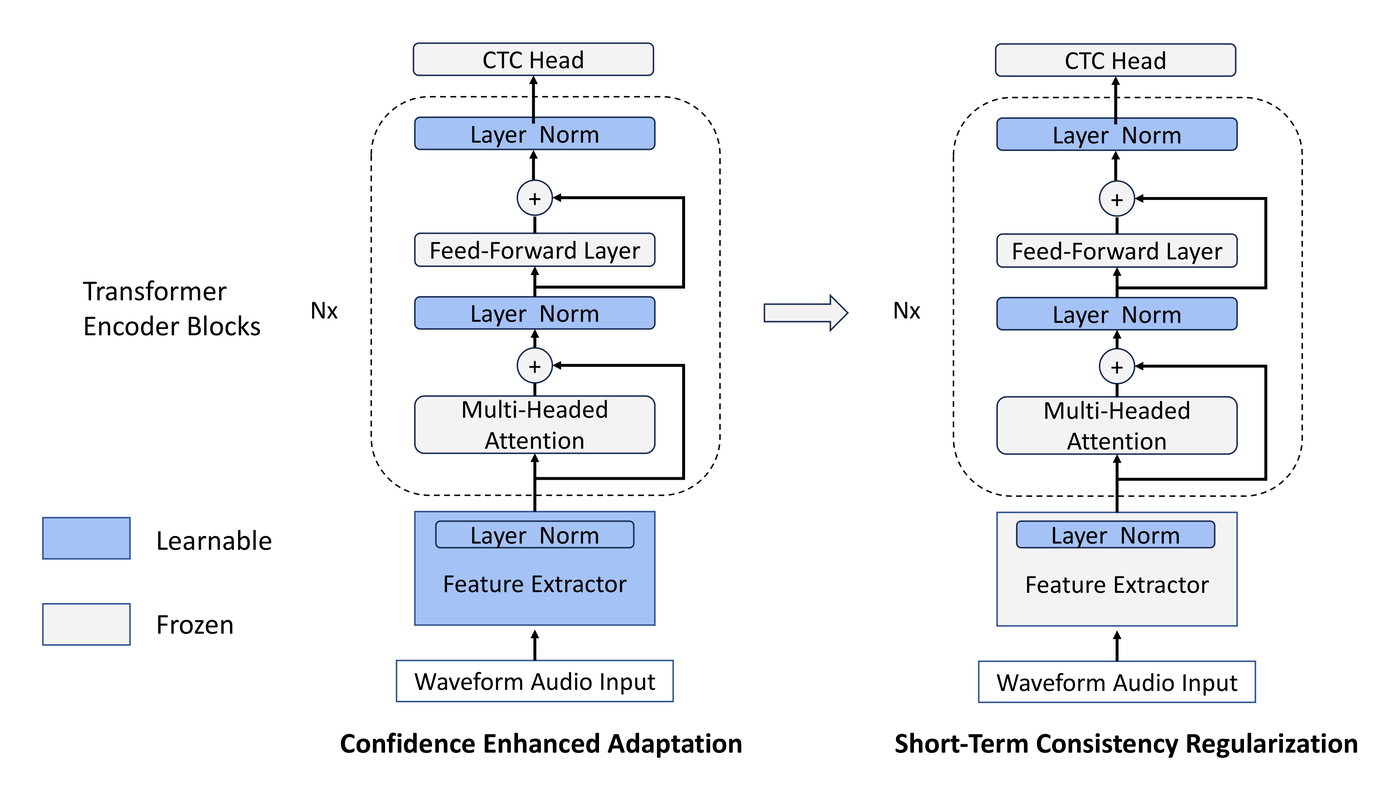 CTC Head
Layer Norm
+
Feed-Forward Layer
Layer Norm
+
Multi-Headed
Attention
Layer Norm
Feature Extractor
Waveform Audio Input
Confidence Enhanced Adaptation
Transformer
Encoder Blocks
Nx
Learnable
Frozen
CTC Head
Layer Norm
+
Feed-Forward Layer
Layer Norm
+
Multi-Headed
Attention
Layer Norm
Feature Extractor
Waveform Audio Input
Short-Term Consistency Regularization
Nx